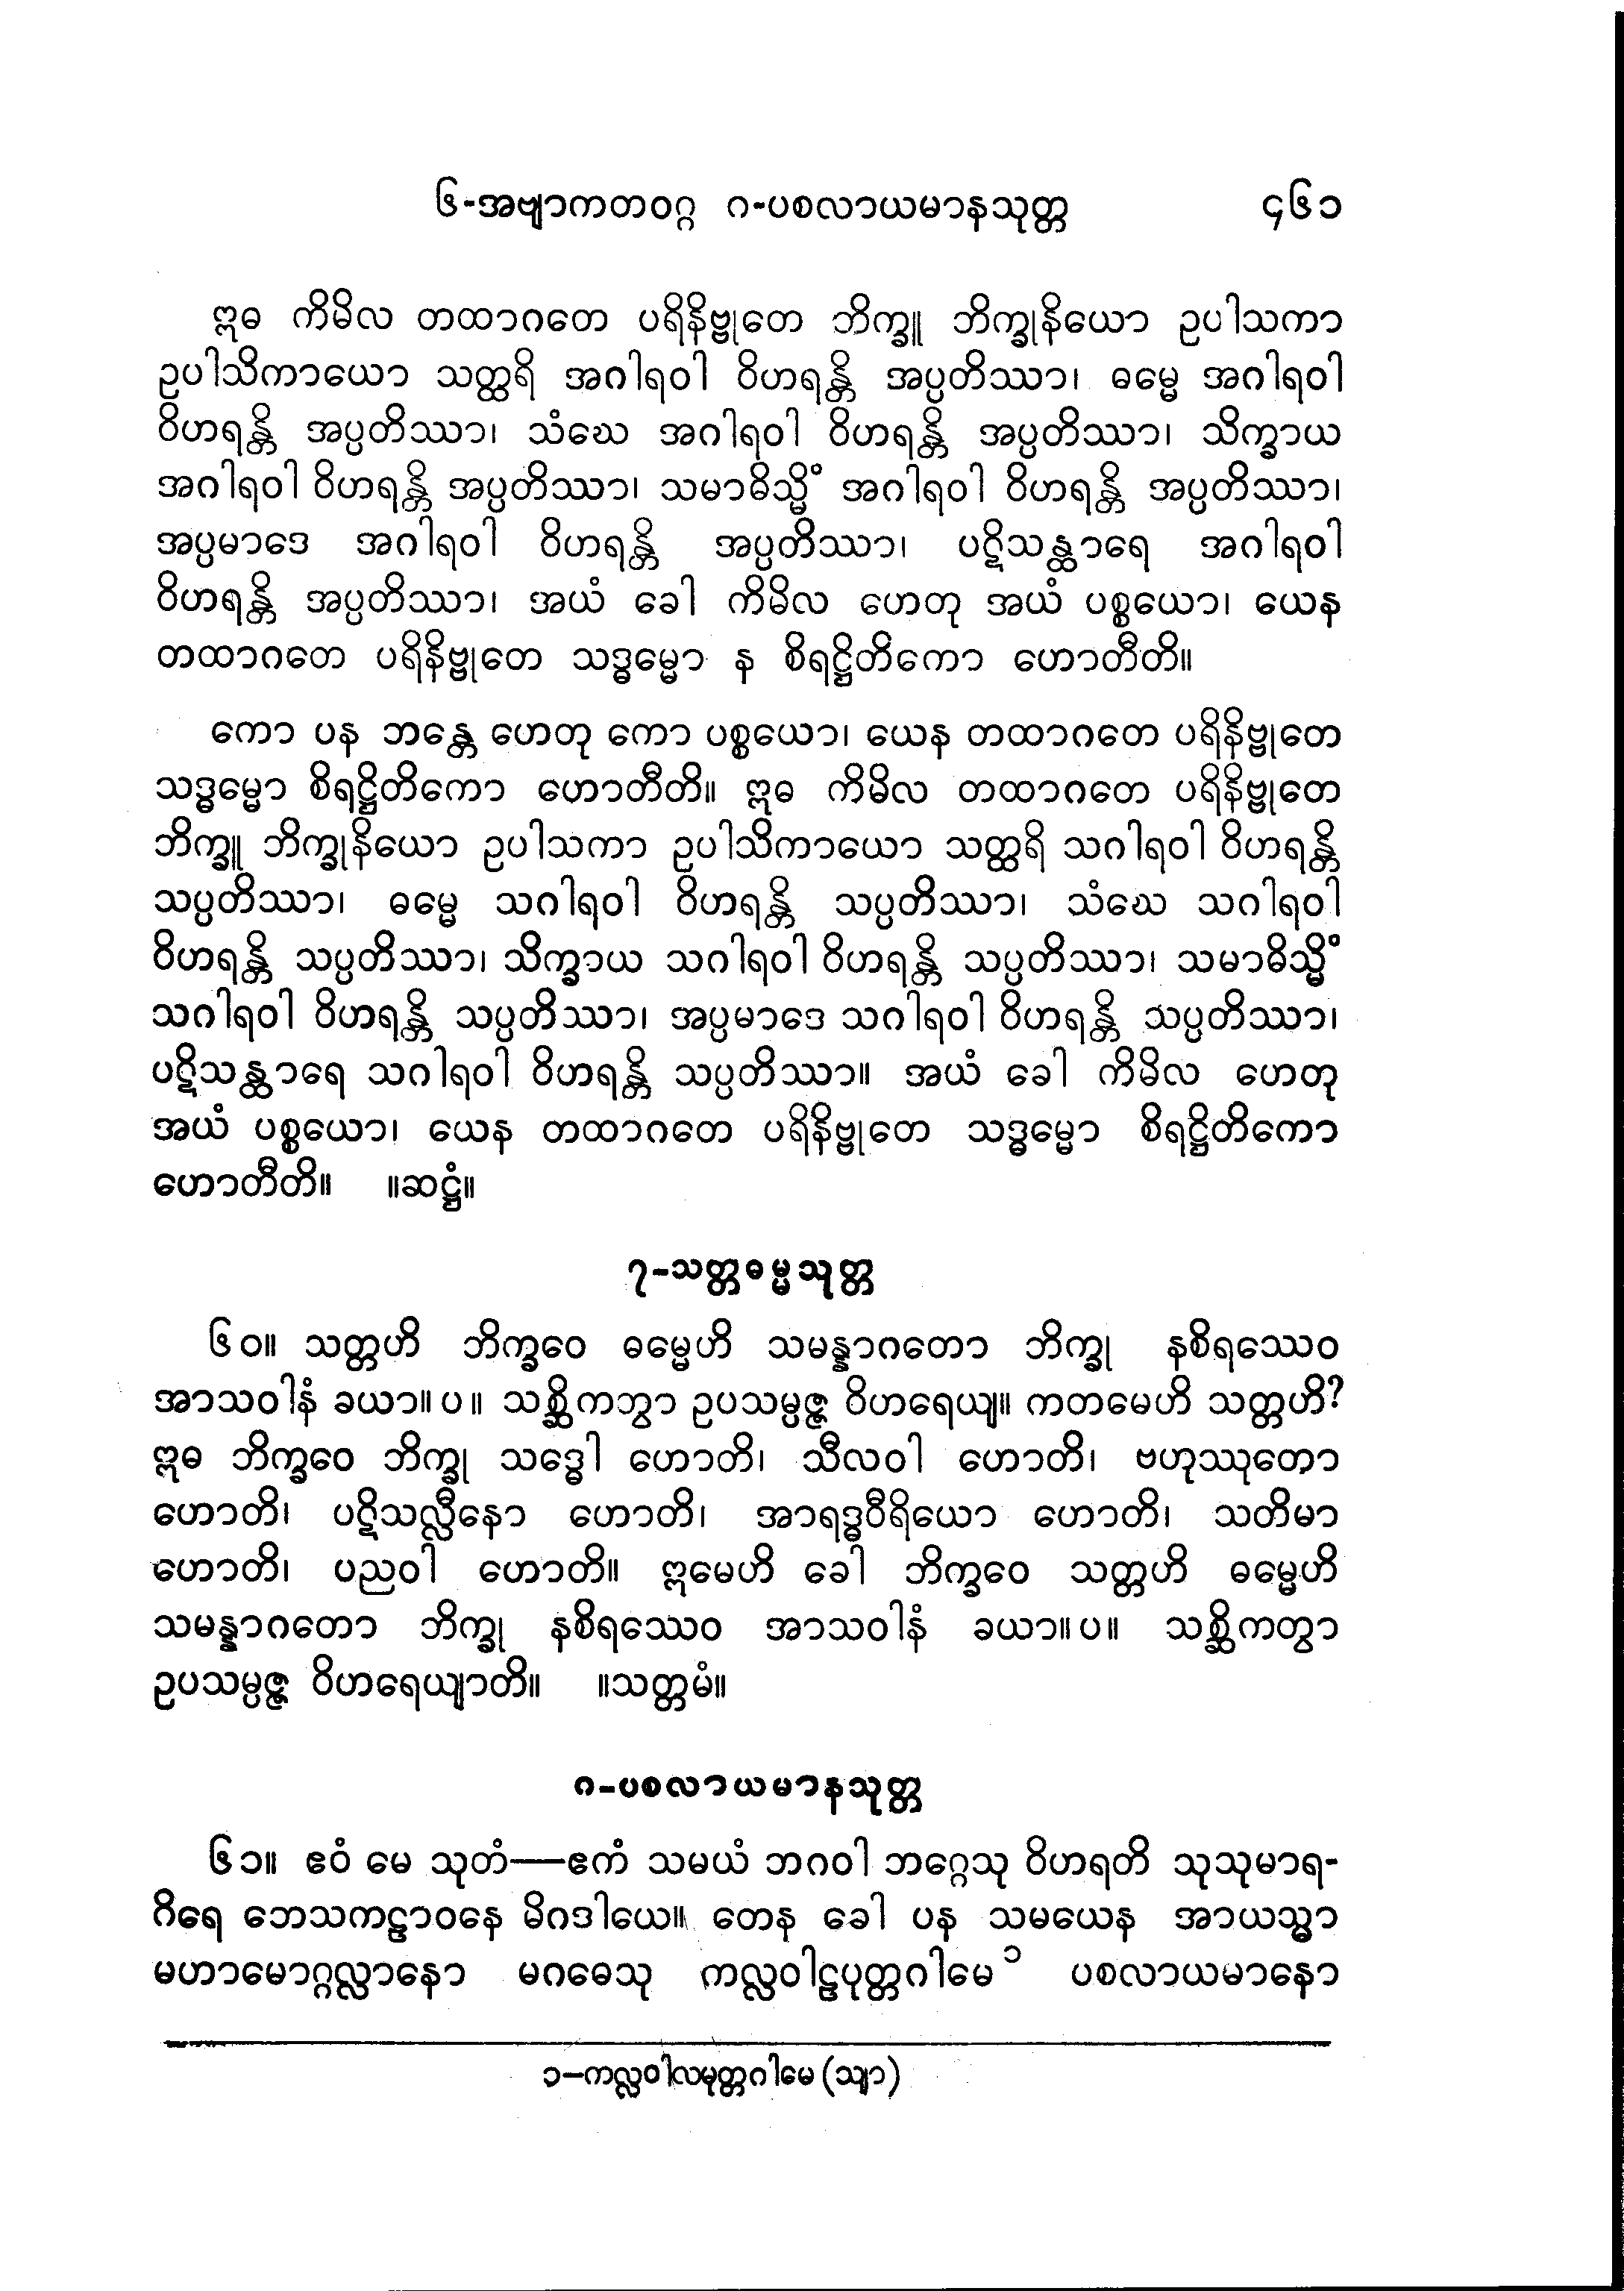 ၆-အဗျာကတဝဂ္ဂ ဂ-ပစလာယမာနသုတ္တ ၄၆၁
ဣဓ ကိမိလ တထာဂတေ ပရိနိဗ္ဗုတေ ဘိက္ခူ ဘိက္ခုနိယော ဥပါသကာ
ဥပါသိကာယော သတ္ထရိ အဂါရဝါ ဝိဟရန္တိ အပ္ပတိဿာ၊ ဓမ္မေ အဂါရဝါ
ဝိဟရန္တိ အပ္ပတိဿာ၊ သံဃေ အဂါရဝါ ဝိဟရန္တိ အပ္ပတိဿာ၊ သိက္ခာယ
အဂါရဝါ ဝိဟရန္တိ အပ္ပတိဿာ၊ သမာဓိသ္မိံ အဂါရဝါ ဝိဟရန္တိ အပ္ပတိဿာ၊
အပ္ပမာဒေ အဂါရဝါ ဝိဟရန္တိ အပ္ပတိဿာ၊ ပဋိသန္ထာရေ အဂါရဝါ
ဝိဟရန္တိ အပ္ပတိဿာ၊ အယံ ခေါ ကိမိလ ဟေတု အယံ ပစ္စယော၊ ယေန
တထာဂတေ ပရိနိဗ္ဗုတေ သဒ္ဓမ္မော န စိရဋ္ဌိတိကော ဟောတီတိ။
ကော ပန ဘန္တေ ဟေတု ကော ပစ္စယော၊ ယေန တထာဂတေ ပရိနိဗ္ဗုတေ
သဒ္ဓမ္မော စိရဋ္ဌိတိကော ဟောတီတိ။ ဣဓ ကိမိလ တထာဂတေ ပရိနိဗ္ဗုတေ
ဘိက္ခူ ဘိက္ခုနိယော ဥပါသကာ ဥပါသိကာယော သတ္ထရိ သဂါရဝါ ဝိဟရန္တိ
သပ္ပတိဿာ၊ ဓမ္မေ သဂါရဝါ ဝိဟရန္တိ သပ္ပတိဿာ၊ သံဃေ သဂါရဝါ
ဝိဟရန္တိ သပ္ပတိဿာ၊ သိက္ခာယ သဂါရဝါ ဝိဟရန္တိ သပ္ပတိဿာ၊ သမာဓိသ္မိံ
သဂါရဝါ ဝိဟရန္တိ သပ္ပတိဿာ၊ အပ္ပမာဒေ သဂါရဝါ ဝိဟရန္တိ သပ္ပတိဿာ၊
ပဋိသန္ထာရေ သဂါရဝါ ဝိဟရန္တိ သပ္ပတိဿာ။ အယံ ခေါ ကိမိလ ဟေတု
အယံ ပစ္စယော၊ ယေန တထာဂတေ ပရိနိဗ္ဗုတေ သဒ္ဓမ္မော စိရဋ္ဌိတိကော
ဟောတီတိ။ ။ဆဋ္ဌံ။
၇-သတ္တဓမ္မသုတ္တ
၆၀။ သတ္တဟိ ဘိက္ခဝေ ဓမ္မေဟိ သမန္နာဂတော ဘိက္ခု နစိရဿေဝ
အာသဝါနံ ခယာ။ပ။ သစ္ဆိကတွာ ဥပသမ္ပဇ္ဇ ဝိဟရေယျ။ ကတမေဟိ သတ္တဟိ?
ဣဓ ဘိက္ခဝေ ဘိက္ခု သဒ္ဓေါ ဟောတိ၊ သီလဝါ ဟောတိ၊ ဗဟုဿုတော
ဟောတိ၊ ပဋိသလ္လီနော ဟောတိ၊ အာရဒ္ဓဝီရိယော ဟောတိ၊ သတိမာ
ဟောတိ၊ ပညဝါ ဟောတိ။ ဣမေဟိ ခေါ ဘိက္ခဝေ သတ္တဟိ ဓမ္မေဟိ
သမန္နာဂတော ဘိက္ခု နစိရဿေဝ အာသဝါနံ ခယာ။ပ။ သစ္ဆိကတွာ
ဥပသမ္ပဇ္ဇ ဝိဟရေယျာတိ။ ။သတ္တမံ။
ဂ-ပစလာယမာနသုတ္တ
၆၁။ ဧဝံ မေ သုတံ—ဧကံ သမယံ ဘဂဝါ ဘဂ္ဂေသု ဝိဟရတိ သုသုမာရ-
ဂိရေ ဘေသကဠာဝနေ မိဂဒါယေ။ တေန ခေါ ပန သမယေန အာယသ္မာ
မဟာမောဂ္ဂလ္လာနော မဂဓေသု ကလ္လဝါဠပုတ္တဂါမေ ၁ ပစလာယမာနော
၁–ကလ္လဝါလမုတ္တဂါမေ (သျာ)